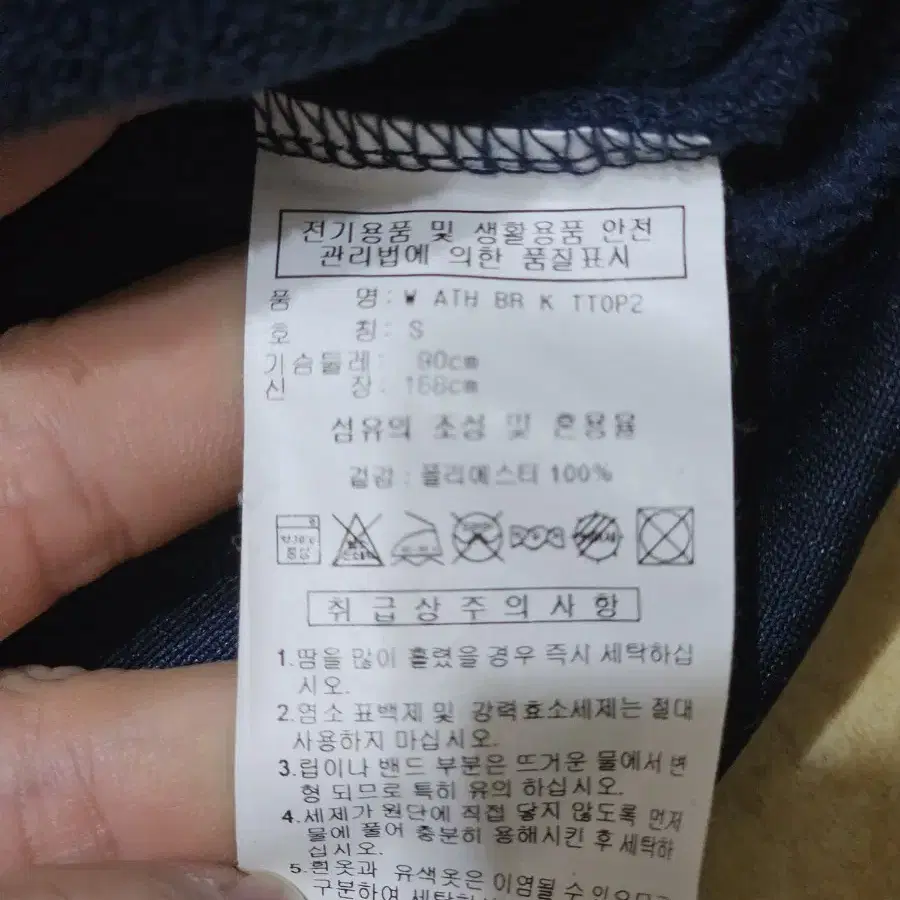 전기용품 및 생활용품 안전
관리법에 의한 품질표시
품 명: W ATH BR K TTOP2
호 칭: S
가슴둘레: 90cm
신 장: 168cm
섬유의 조성 및 혼용율
겉감 : 폴리에스터 100%
중성
취급상주의사항
1.땀을 많이 흘렸을 경우 즉시 세탁하십
시오.
2.염소 표백제 및 강력효소세제는 절대
사용하지 마십시오.
3.립이나 밴드 부분은 뜨거운 물에서 변
형 되므로 특히 유의 하십시오.
4.세제가 원단에 직접 닿지 않도록 먼저
물에 풀어 충분히 용해시킨 후 세탁하
십시오.
5.흰옷과 유색옷은 이염될 수 있으므로
구분하여